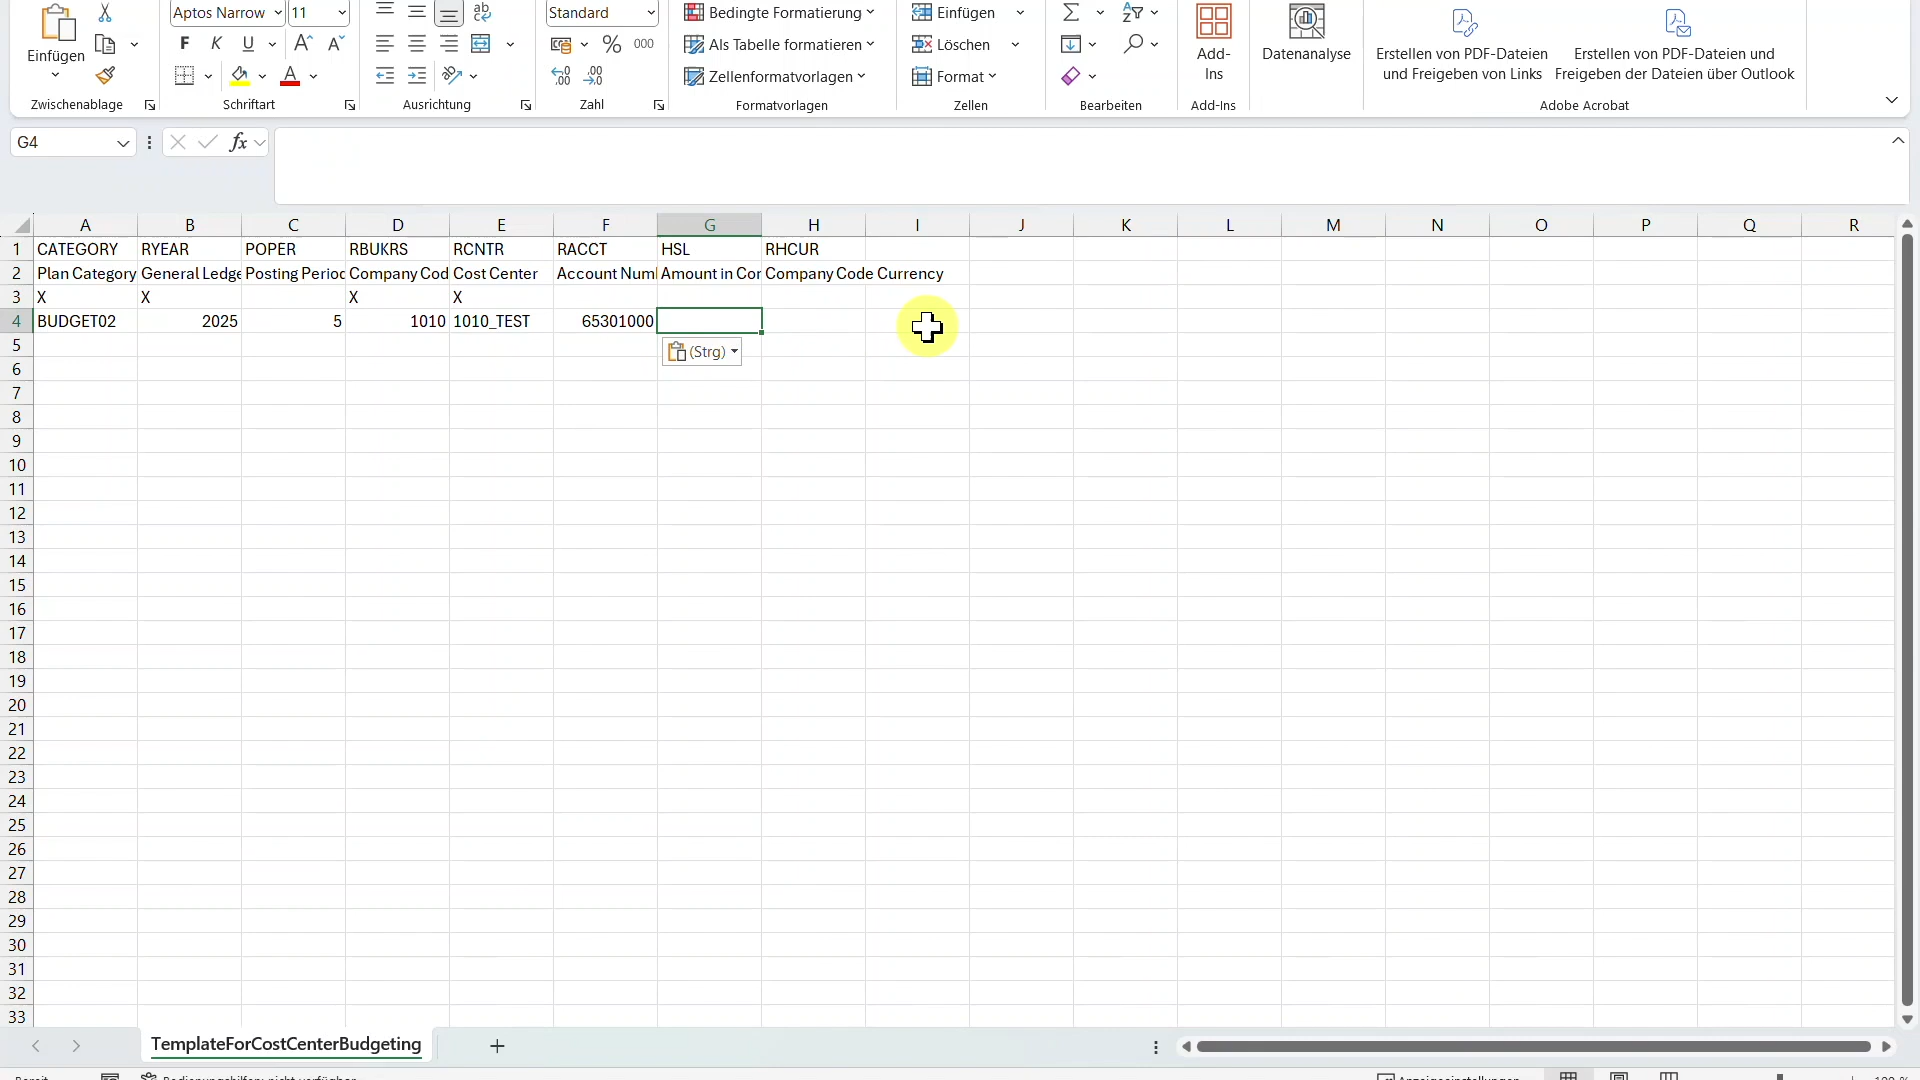 Aptos Narrow 11 Standard Bedingte Formatierung Einfügen
Einfügen F K U A A 000 Als Tabelle formatieren Löschen Add-
Ins Datenanalyse Erstellen von PDF-Dateien
und Freigeben von Links Erstellen von PDF-Dateien und
Freigeben der Dateien über Outlook
Zellenformatvorlagen Format
Zwischenablage Schriftart Ausrichtung Zahl Formatvorlagen Zellen Bearbeiten Add-Ins Adobe Acrobat
G4 fx
A B C D E F G H I J K L M N O P Q R
1 CATEGORY RYEAR POPER RBUKRS RCNTR RACCT HSL RHCUR
2 Plan Category General Ledge Posting Perioc Company Cod Cost Center Account Numl Amount in Cor Company Code Currency
3 X X X X
4 BUDGET02 2025 5 1010 1010_TEST 65301000
5 (Strg)
6
7
8
9
10
11
12
13
14
15
16
17
18
19
20
21
22
23
24
25
26
27
28
29
30
31
32
33
TemplateForCostCenterBudgeting